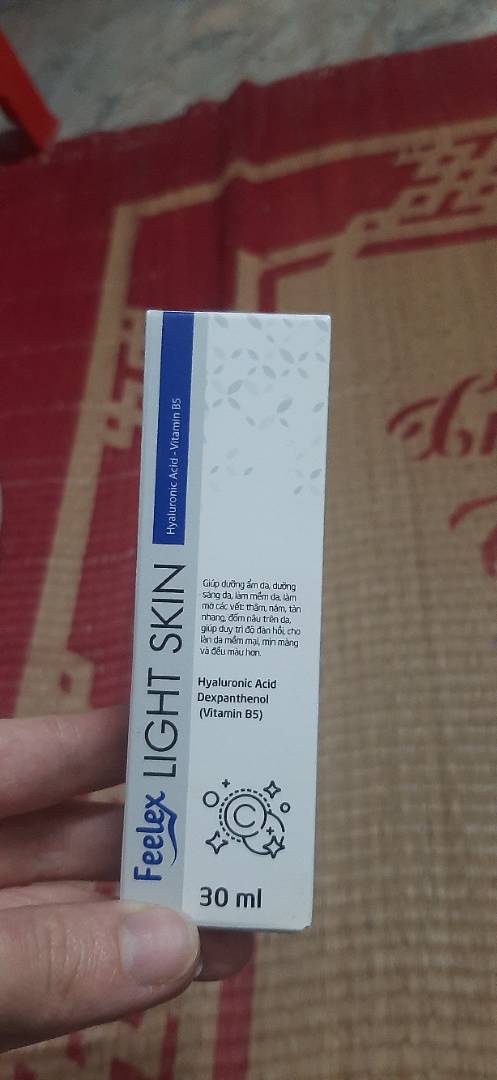 Feelex LIGHT SKIN
Hyaluronic Acid - Vitamin B5
Giúp dưỡng ẩm da, dưỡng
sáng da, làm mềm da, làm
mờ các vết thâm, nám, tàn
nhang, đốm nâu trên da,
giúp duy trì độ đàn hồi, cho
làn da mềm mại, mịn màng
và đều màu hơn.
Hyaluronic Acid
Dexpanthenol
(Vitamin B5)
C
30 ml